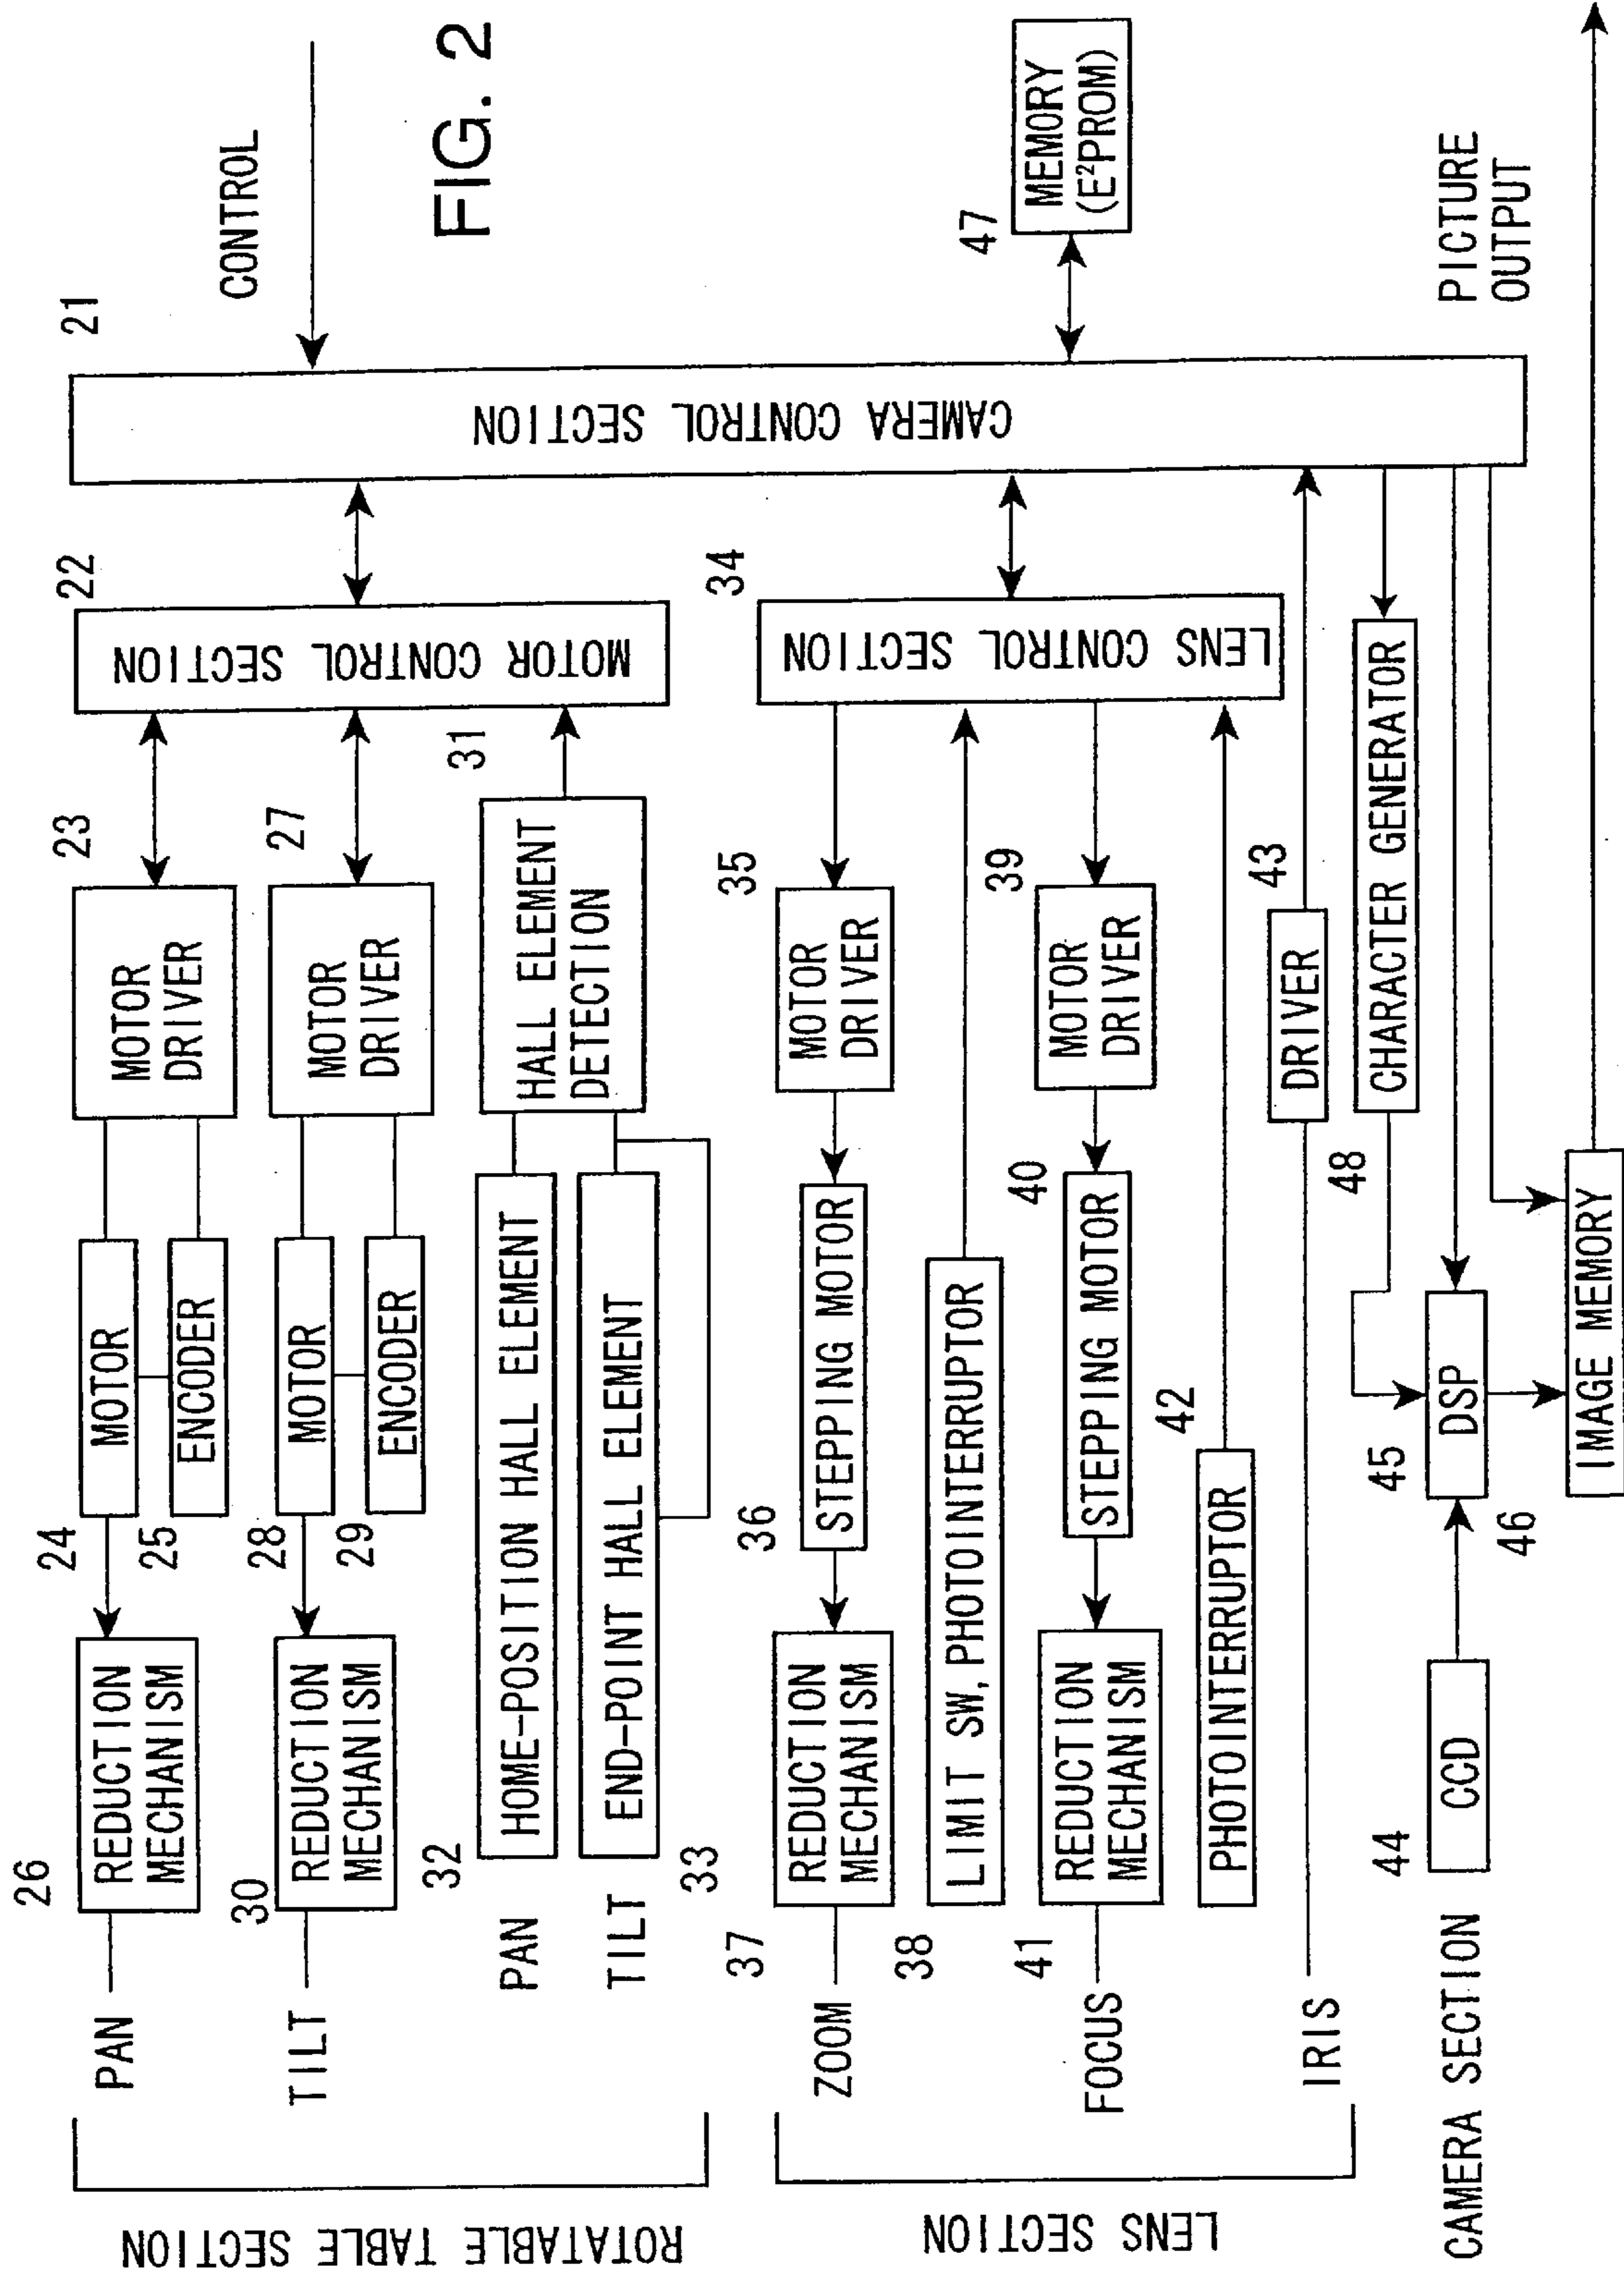 FIG. 2
CONTROL
21
CAMERA CONTROL SECTION
47
MEMORY
(E²PROM)
PICTURE
OUTPUT
22
MOTOR CONTROL SECTION
34
LENS CONTROL SECTION
ROTATABLE TABLE SECTION
PAN
26
REDUCTION
MECHANISM
24
MOTOR
25
ENCODER
23
MOTOR
DRIVER
TILT
30
REDUCTION
MECHANISM
28
MOTOR
29
ENCODER
27
MOTOR
DRIVER
PAN
32
HOME-POSITION HALL ELEMENT
TILT
33
END-POINT HALL ELEMENT
31
HALL ELEMENT
DETECTION
LENS SECTION
ZOOM
37
REDUCTION
MECHANISM
36
STEPPING MOTOR
35
MOTOR
DRIVER
38
LIMIT SW, PHOTOINTERRUPTOR
FOCUS
41
REDUCTION
MECHANISM
40
STEPPING MOTOR
39
MOTOR
DRIVER
42
PHOTOINTERRUPTOR
IRIS
43
DRIVER
48
CHARACTER GENERATOR
CAMERA SECTION
44
CCD
45
DSP
46
IMAGE MEMORY